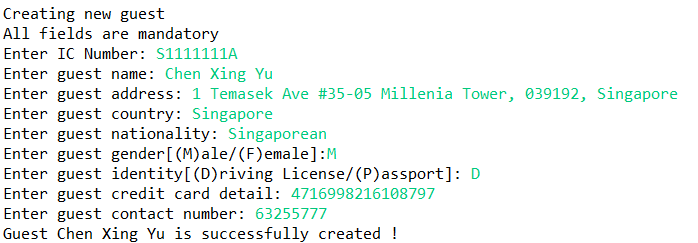 Creating new guest
All fields are mandatory
Enter IC Number: S1111111A
Enter guest name: Chen Xing Yu
Enter guest address: 1 Temasek Ave #35-05 Millenia Tower, 039192, Singapore
Enter guest country: Singapore
Enter guest nationality: Singaporean
Enter guest gender[(M)ale/(F)emale]:M
Enter guest identity[(D)riving License/(P)assport]: D
Enter guest credit card detail: 4716998216108797
Enter guest contact number: 63255777
Guest Chen Xing Yu is successfully created !